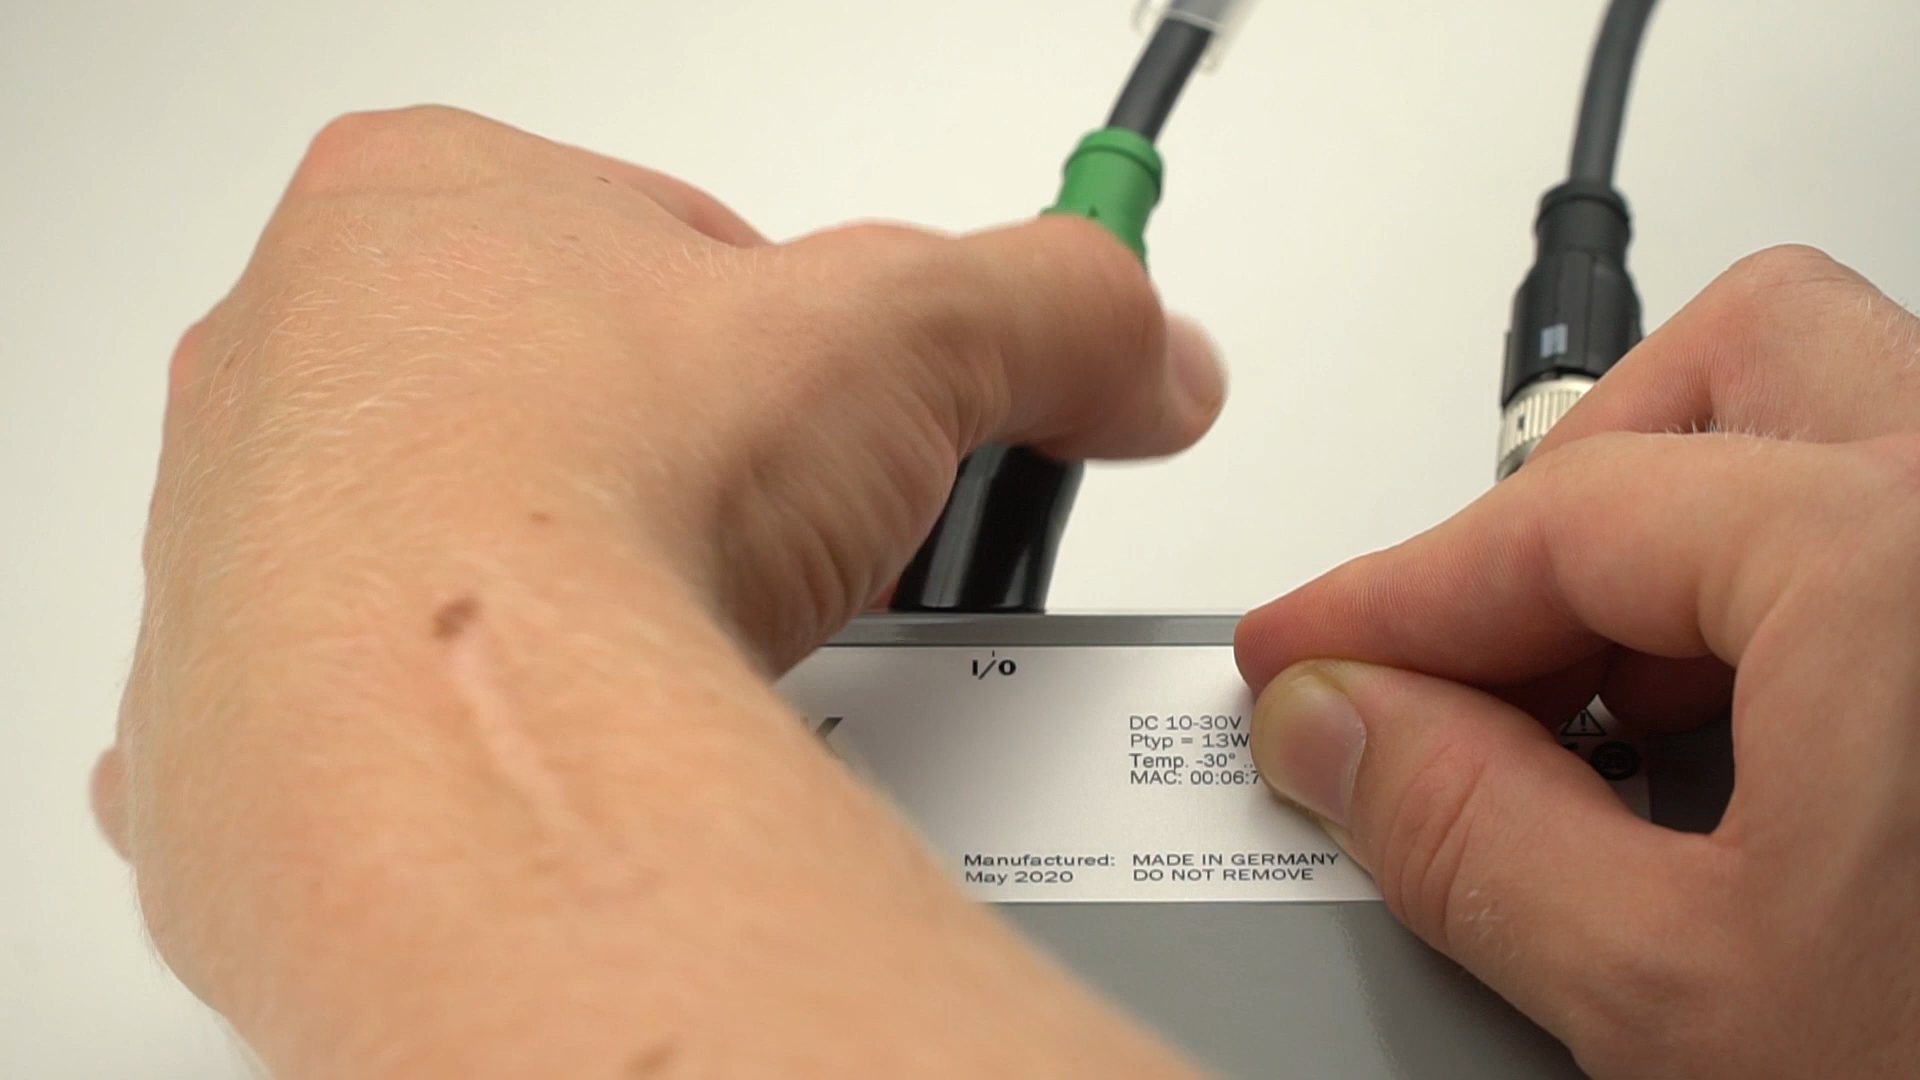 I/O
DC 10-30V
Ptyp = 13W
Temp. -30° ..
MAC: 00:06:7
Manufactured: MADE IN GERMANY
May 2020 DO NOT REMOVE